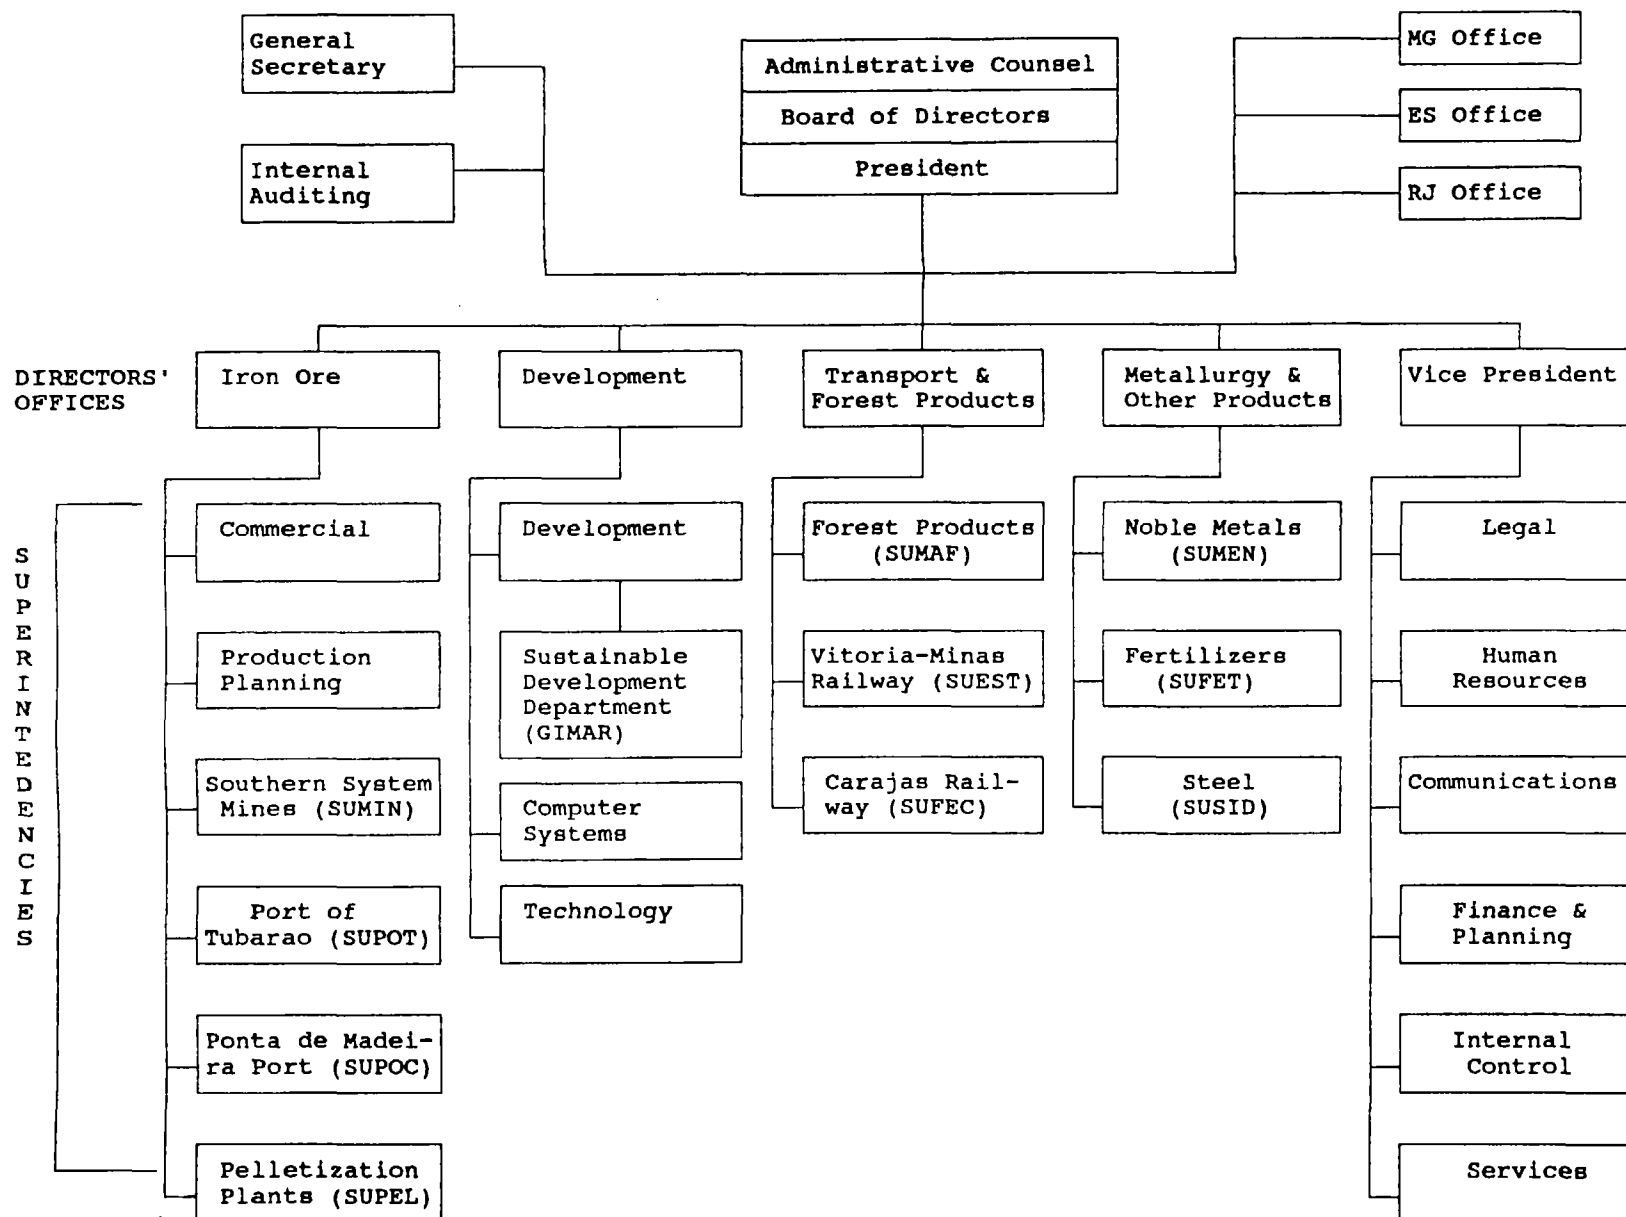 General
Secretary
Internal
Auditing
Administrative Counsel
Board of Directors
President
MG Office
ES Office
RJ Office
DIRECTORS'
OFFICES
Iron Ore
Development
Transport &
Forest Products
Metallurgy &
Other Products
Vice President
SUPERINTEDENCIES
Commercial
Production
Planning
Southern System
Mines (SUMIN)
Port of
Tubarao (SUPOT)
Ponta de Madei-
ra Port (SUPOC)
Pelletization
Plants (SUPEL)
Development
Sustainable
Development
Department
(GIMAR)
Computer
Systems
Technology
Forest Products
(SUMAF)
Vitoria-Minas
Railway (SUEST)
Carajas Rail-
way (SUFEC)
Noble Metals
(SUMEN)
Fertilizers
(SUFET)
Steel
(SUSID)
Legal
Human
Resources
Communications
Finance &
Planning
Internal
Control
Services